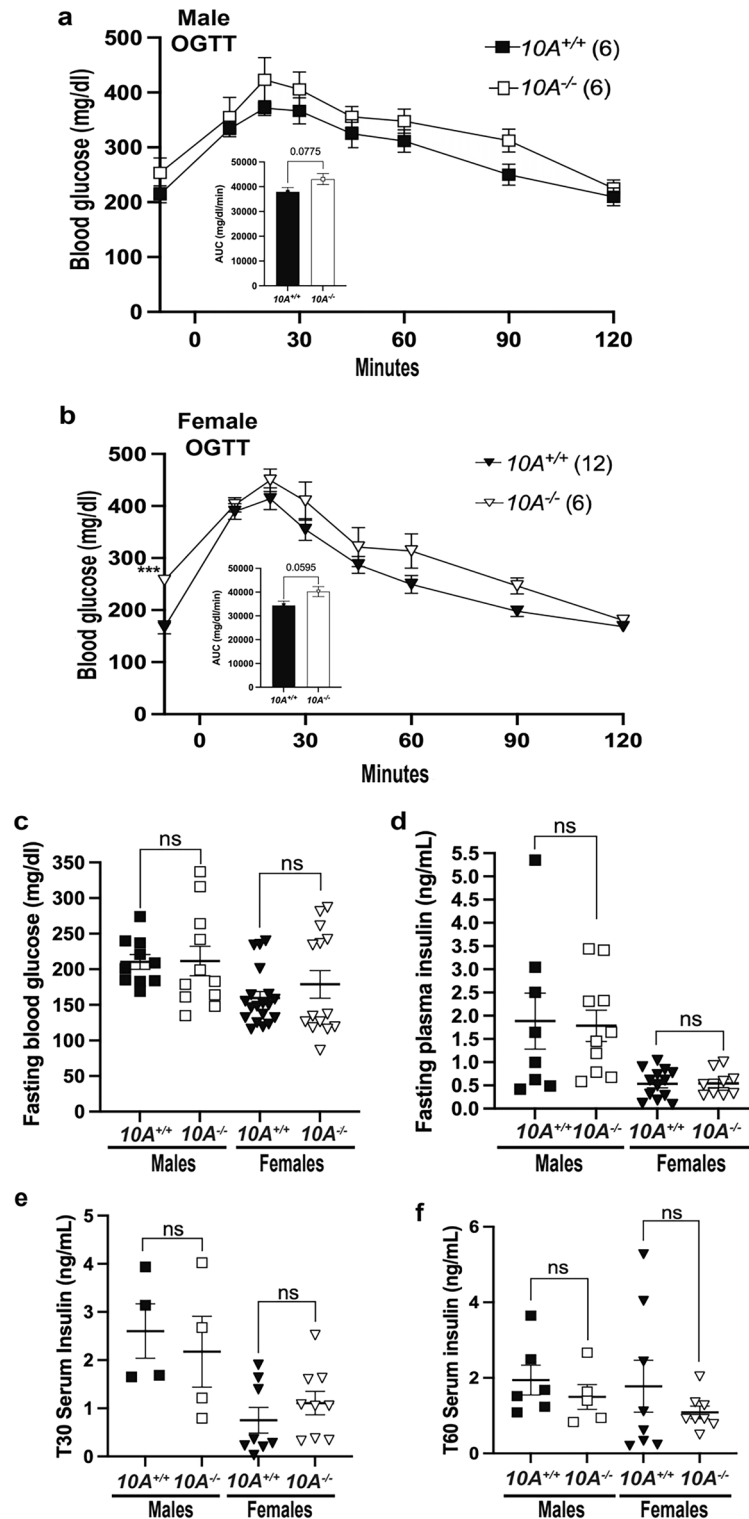 a
Male
OGTT
10A+/+ (6)
10A-/- (6)
Blood glucose (mg/dl)
500
400
300
200
100
0
0 30 60 90 120
Minutes
0.0775
AUC (mg/dl/min)
50000
40000
30000
20000
10000
0
10A+/+ 10A-/-
b
Female
OGTT
10A+/+ (12)
10A-/- (6)
Blood glucose (mg/dl)
500
400
300
200
100
0
***
0 30 60 90 120
Minutes
0.0595
AUC (mg/dl/min)
50000
40000
30000
20000
10000
0
10A+/+ 10A-/-
c
ns ns
Fasting blood glucose (mg/dl)
350
300
250
200
150
100
50
0
10A+/+ 10A-/- 10A+/+ 10A-/-
Males Females
d
ns ns
Fasting plasma insulin (ng/mL)
5.5
5.0
4.5
4.0
3.5
3.0
2.5
2.0
1.5
1.0
0.5
0.0
10A+/+ 10A-/- 10A+/+ 10A-/-
Males Females
e
ns ns
T30 Serum Insulin (ng/mL)
5
4
3
2
1
0
10A+/+ 10A-/- 10A+/+ 10A-/-
Males Females
f
ns ns
T60 Serum insulin (ng/mL)
6
4
2
0
10A+/+ 10A-/- 10A+/+ 10A-/-
Males Females